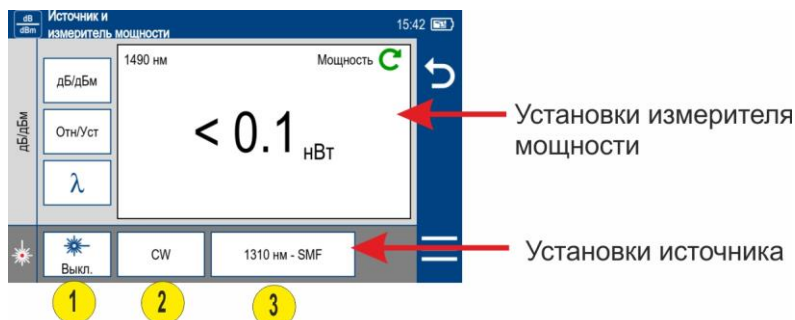 dB
dBm
Источник и
измеритель мощности
15:42
1490 нм
Мощность
дБ/дБм
дБ/дБм
Отн/Уст
< 0.1 нВт
λ
Установки измерителя
мощности
Выкл.
CW
1310 нм - SMF
Установки источника
1
2
3